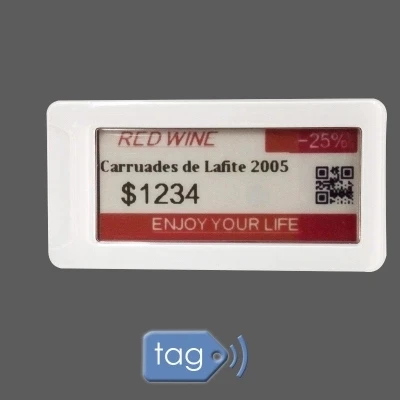 RED WINE -25%
Carruades de Lafite 2005
$1234
ENJOY YOUR LIFE
tag